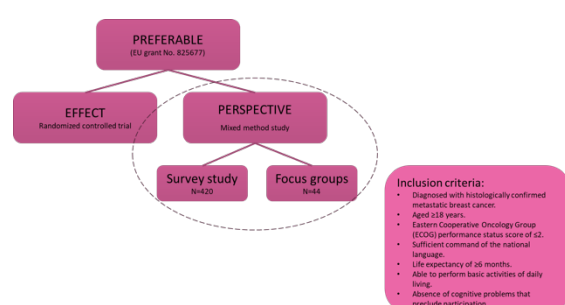 PREFERABLE
(EU grant No. 825677)
EFFECT
Randomized controlled trial
PERSPECTIVE
Mixed method study
Survey study
N=420
Focus groups
N=44
Inclusion criteria:
• Diagnosed with histologically confirmed
metastatic breast cancer.
• Aged ≥18 years.
• Eastern Cooperative Oncology Group
(ECOG) performance status score of ≤2.
• Sufficient command of the national
language.
• Life expectancy of ≥6 months.
• Able to perform basic activities of daily
living.
• Absence of cognitive problems that
preclude participation.